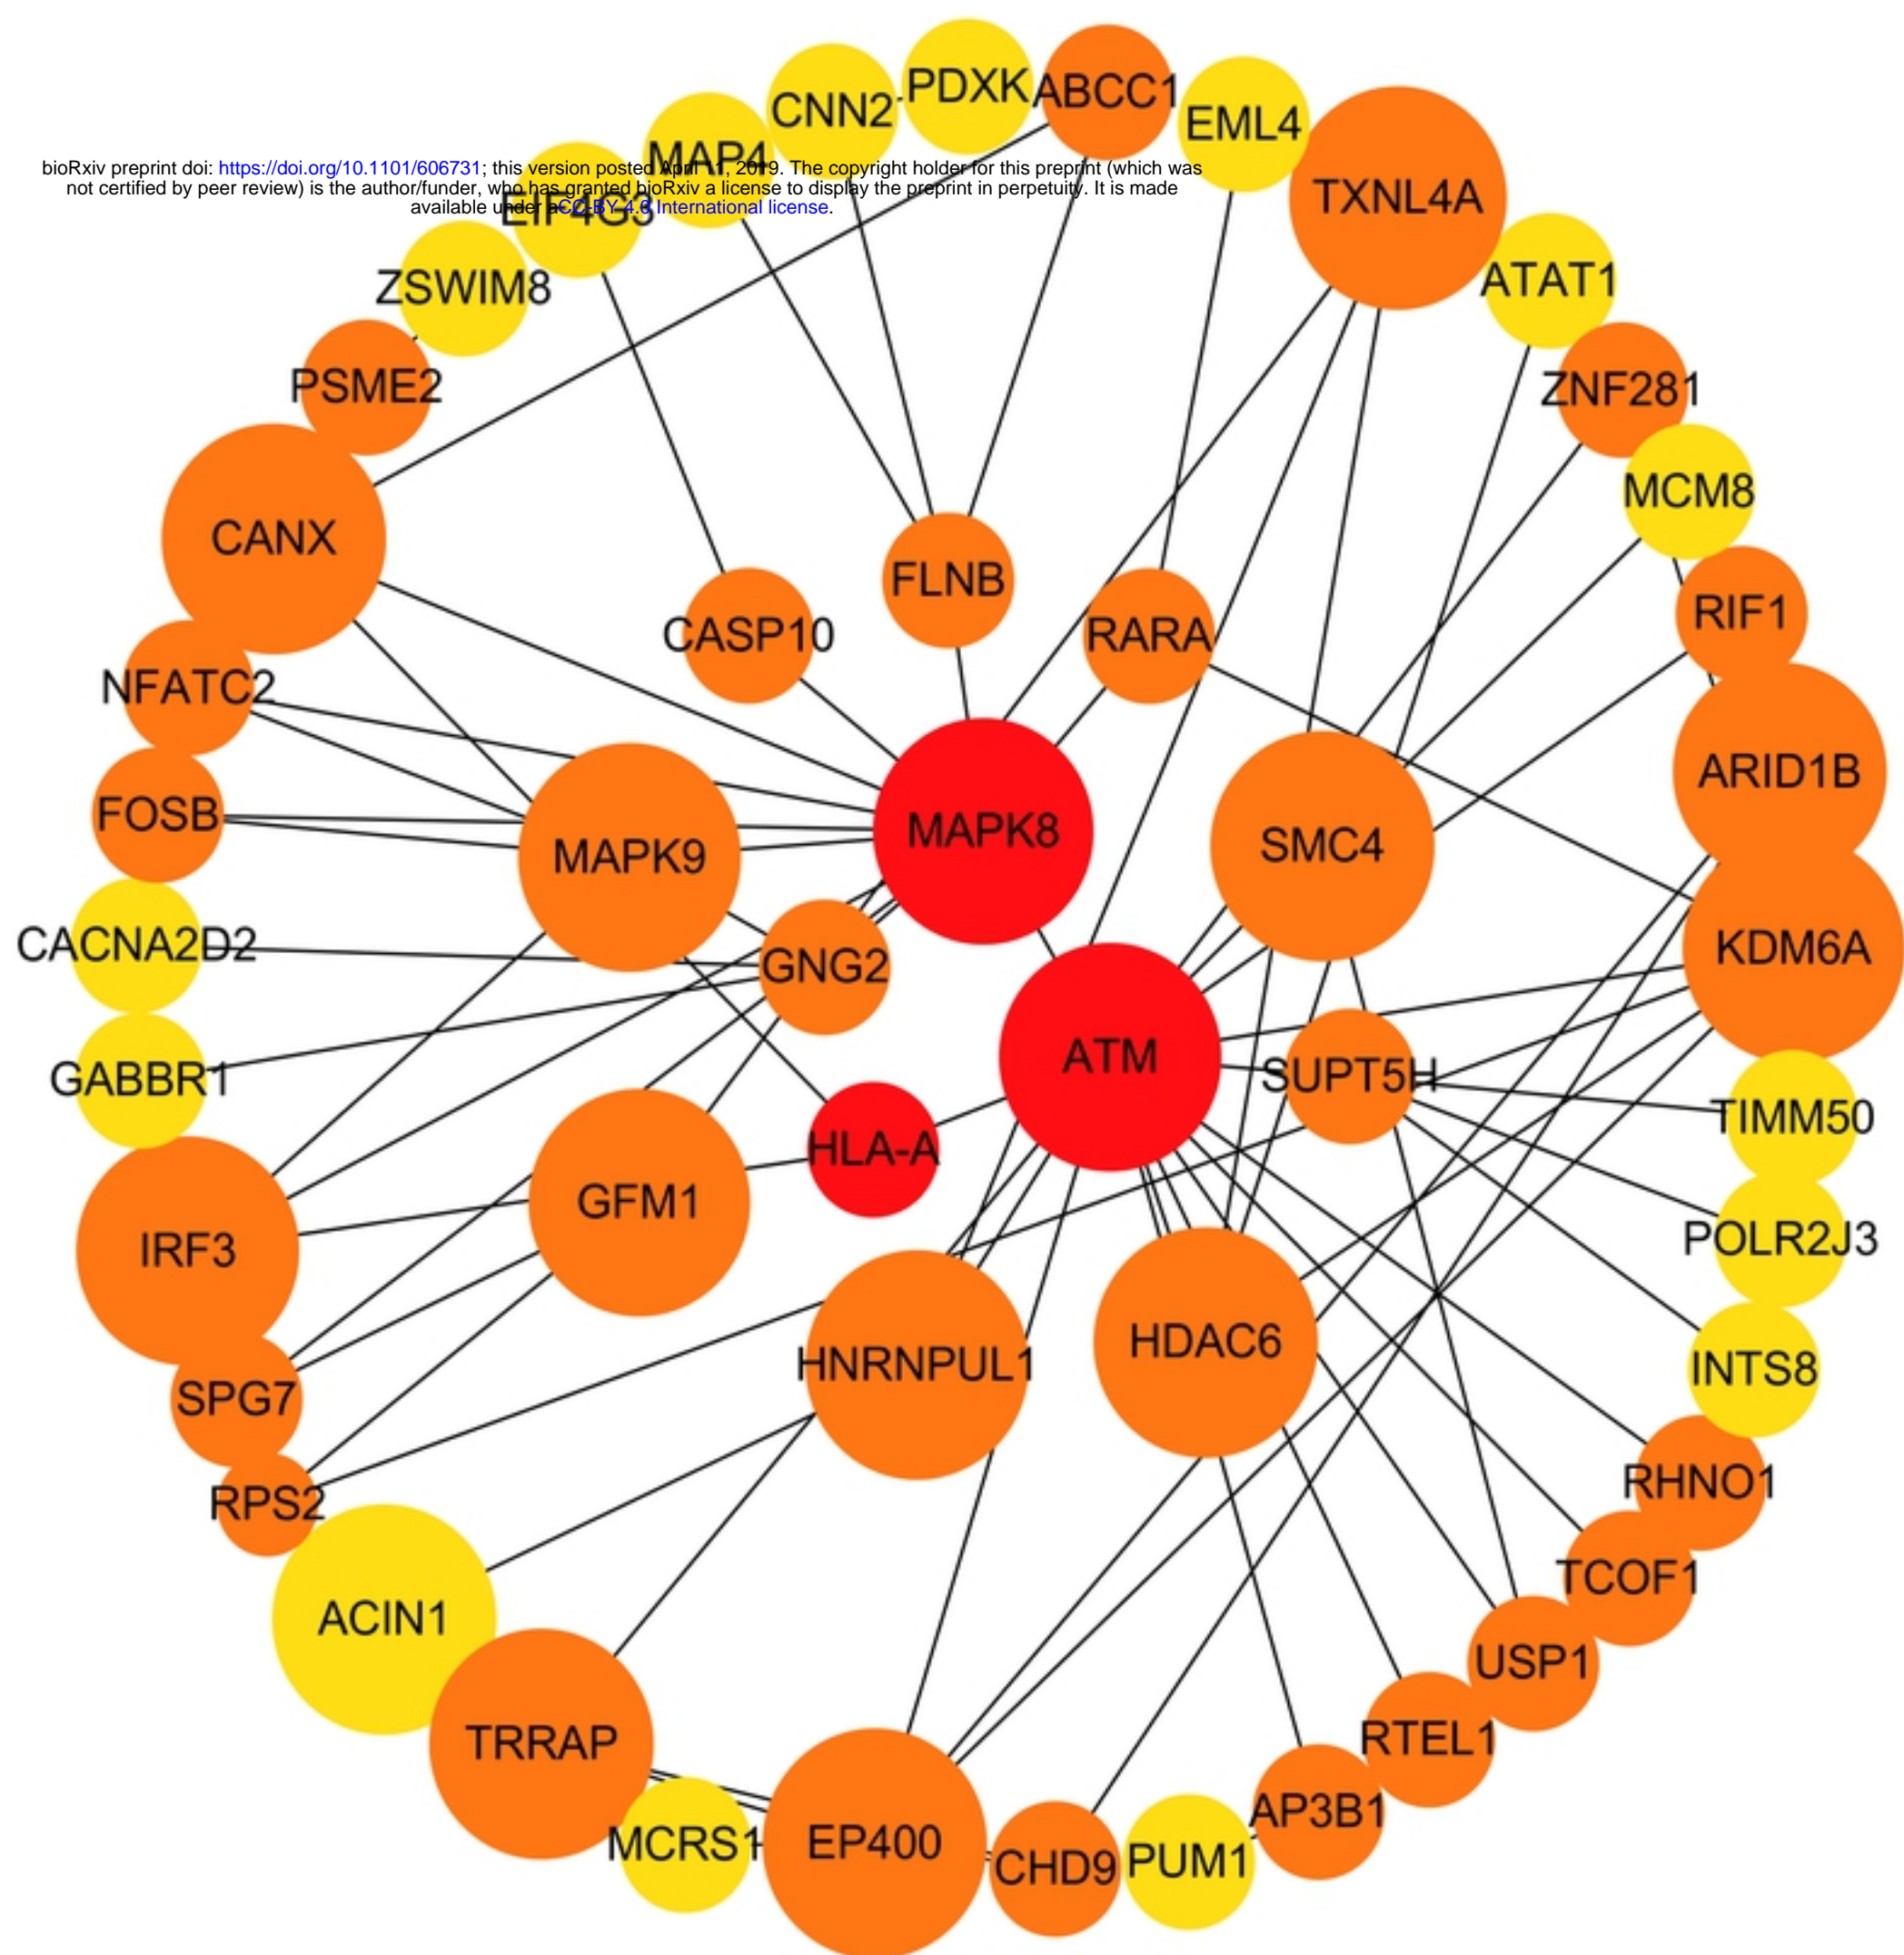 PDXK
ABCC1
CNN2
EML4
MAP4
bioRxiv preprint doi: https://doi.org/10.1101/606731; this version posted April 11, 2019. The copyright holder for this preprint (which was
not certified by peer review) is the author/funder, who has granted bioRxiv a license to display the preprint in perpetuity. It is made
available under aCC-BY 4.0 International license.
TXNL4A
EIF4G3
ZSWIM8
ATAT1
PSME2
ZNF281
MCM8
CANX
FLNB
RIF1
CASP10
RARA
NFATC2
ARID1B
FOSB
MAPK8
SMC4
MAPK9
CACNA2D2
KDM6A
GNG2
ATM
GABBR1
SUPT5H
TIMM50
HLA-A
GFM1
POLR2J3
IRF3
HDAC6
HNRNPUL1
INTS8
SPG7
RHNO1
RPS2
TCOF1
ACIN1
USP1
TRRAP
RTEL1
AP3B1
MCRS1
EP400
CHD9
PUM1